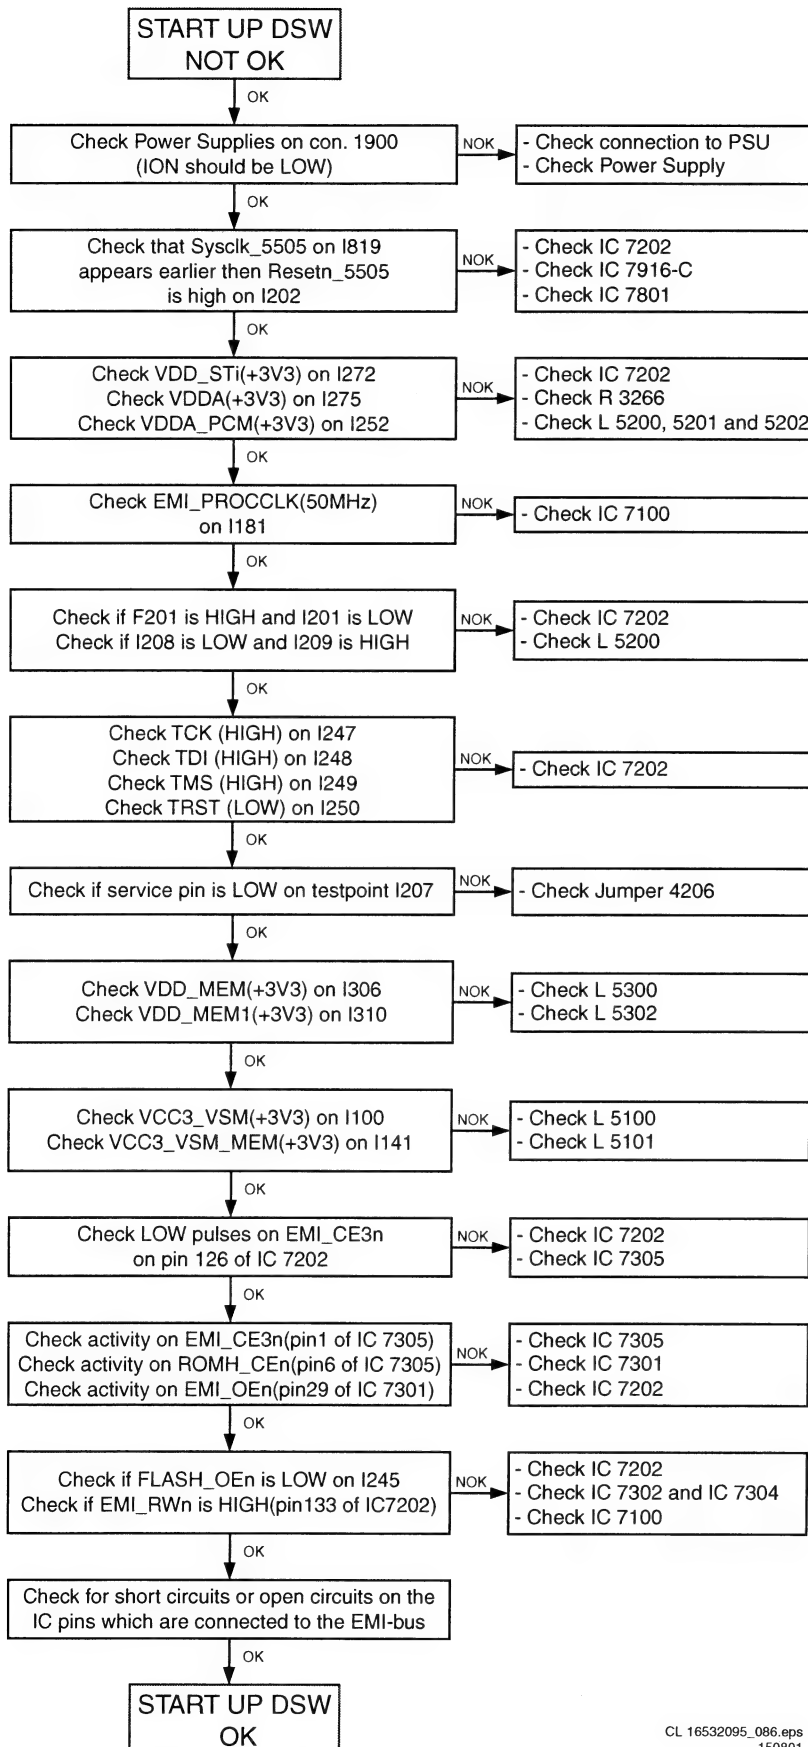 START UP DSW
NOT OK
OK
Check Power Supplies on con. 1900
(ION should be LOW)
NOK
- Check connection to PSU
- Check Power Supply
OK
Check that Sysclk_5505 on I819
appears earlier then Resetn_5505
is high on I202
NOK
- Check IC 7202
- Check IC 7916-C
- Check IC 7801
OK
Check VDD_STi(+3V3) on I272
Check VDDA(+3V3) on I275
Check VDDA_PCM(+3V3) on I252
NOK
- Check IC 7202
- Check R 3266
- Check L 5200, 5201 and 5202
OK
Check EMI_PROCCLK(50MHz)
on I181
NOK
- Check IC 7100
OK
Check if F201 is HIGH and I201 is LOW
Check if I208 is LOW and I209 is HIGH
NOK
- Check IC 7202
- Check L 5200
OK
Check TCK (HIGH) on I247
Check TDI (HIGH) on I248
Check TMS (HIGH) on I249
Check TRST (LOW) on I250
NOK
- Check IC 7202
OK
Check if service pin is LOW on testpoint I207
NOK
- Check Jumper 4206
OK
Check VDD_MEM(+3V3) on I306
Check VDD_MEM1(+3V3) on I310
NOK
- Check L 5300
- Check L 5302
OK
Check VCC3_VSM(+3V3) on I100
Check VCC3_VSM_MEM(+3V3) on I141
NOK
- Check L 5100
- Check L 5101
OK
Check LOW pulses on EMI_CE3n
on pin 126 of IC 7202
NOK
- Check IC 7202
- Check IC 7305
OK
Check activity on EMI_CE3n(pin1 of IC 7305)
Check activity on ROMH_CEn(pin6 of IC 7305)
Check activity on EMI_OEn(pin29 of IC 7301)
NOK
- Check IC 7305
- Check IC 7301
- Check IC 7202
OK
Check if FLASH_OEn is LOW on I245
Check if EMI_RWn is HIGH(pin133 of IC7202)
NOK
- Check IC 7202
- Check IC 7302 and IC 7304
- Check IC 7100
OK
Check for short circuits or open circuits on the
IC pins which are connected to the EMI-bus
OK
START UP DSW
OK
CL 16532095_086.eps
150801